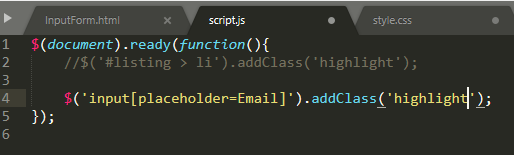 InputForm.html × script.js style.css
1 $(document).ready(function(){
2 //$('#listing > li').addClass('highlight');
3
4 $('input[placeholder=Email]').addClass('highlight');
5 });
6